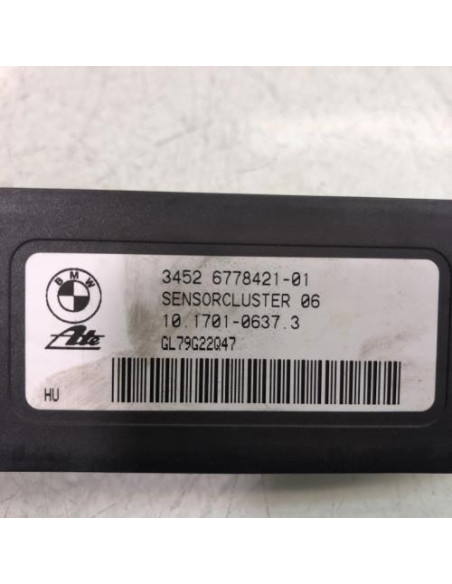 BMW
Ate
HU
3452 6778421-01
SENSORCLUSTER 06
10.1701-0637.3
GL79G22Q47